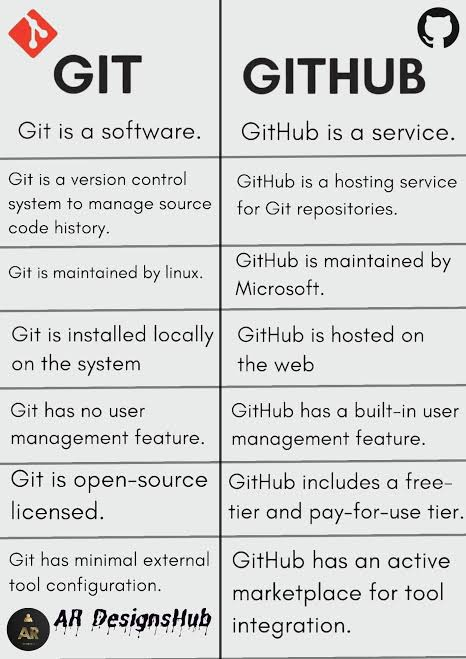 GIT
GITHUB
Git is a software.
GitHub is a service.
Git is a version control
system to manage source
code history.
GitHub is a hosting service
for Git repositories.
Git is maintained by linux.
GitHub is maintained by
Microsoft.
Git is installed locally
on the system
GitHub is hosted on
the web
Git has no user
management feature.
GitHub has a built-in user
management feature.
Git is open-source
licensed.
GitHub includes a free-
tier and pay-for-use tier.
Git has minimal external
tool configuration.
GitHub has an active
marketplace for tool
integration.
AR
AR DesignsHub